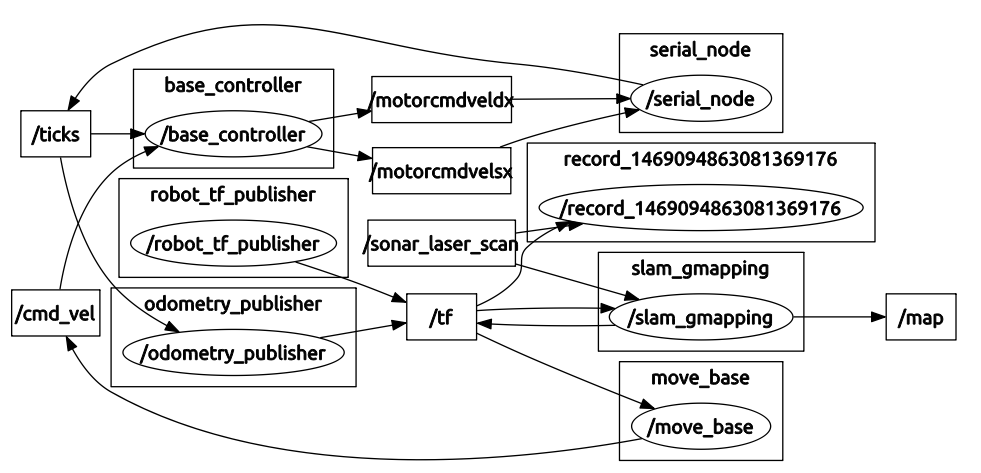 serial_node
base_controller
/motorcmdveldx
/serial_node
/ticks
/base_controller
/motorcmdvelsx
record_1469094863081369176
robot_tf_publisher
/record_1469094863081369176
/robot_tf_publisher
/sonar_laser_scan
slam_gmapping
odometry_publisher
/cmd_vel
/tf
/slam_gmapping
/map
/odometry_publisher
move_base
/move_base